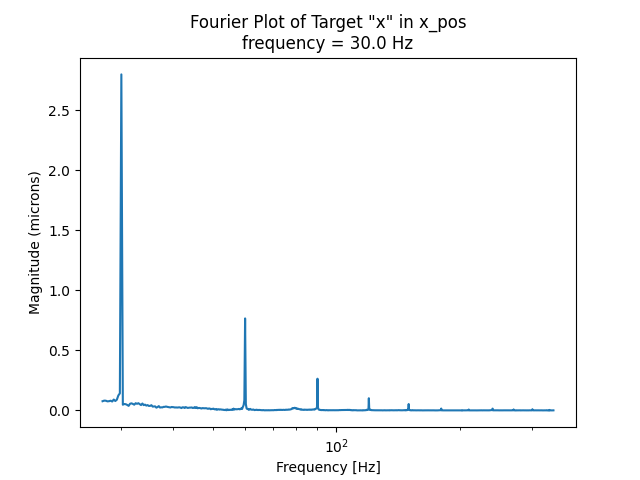 Fourier Plot of Target "x" in x_pos
frequency = 30.0 Hz
Magnitude (microns)
2.5
2.0
1.5
1.0
0.5
0.0
10²
Frequency [Hz]